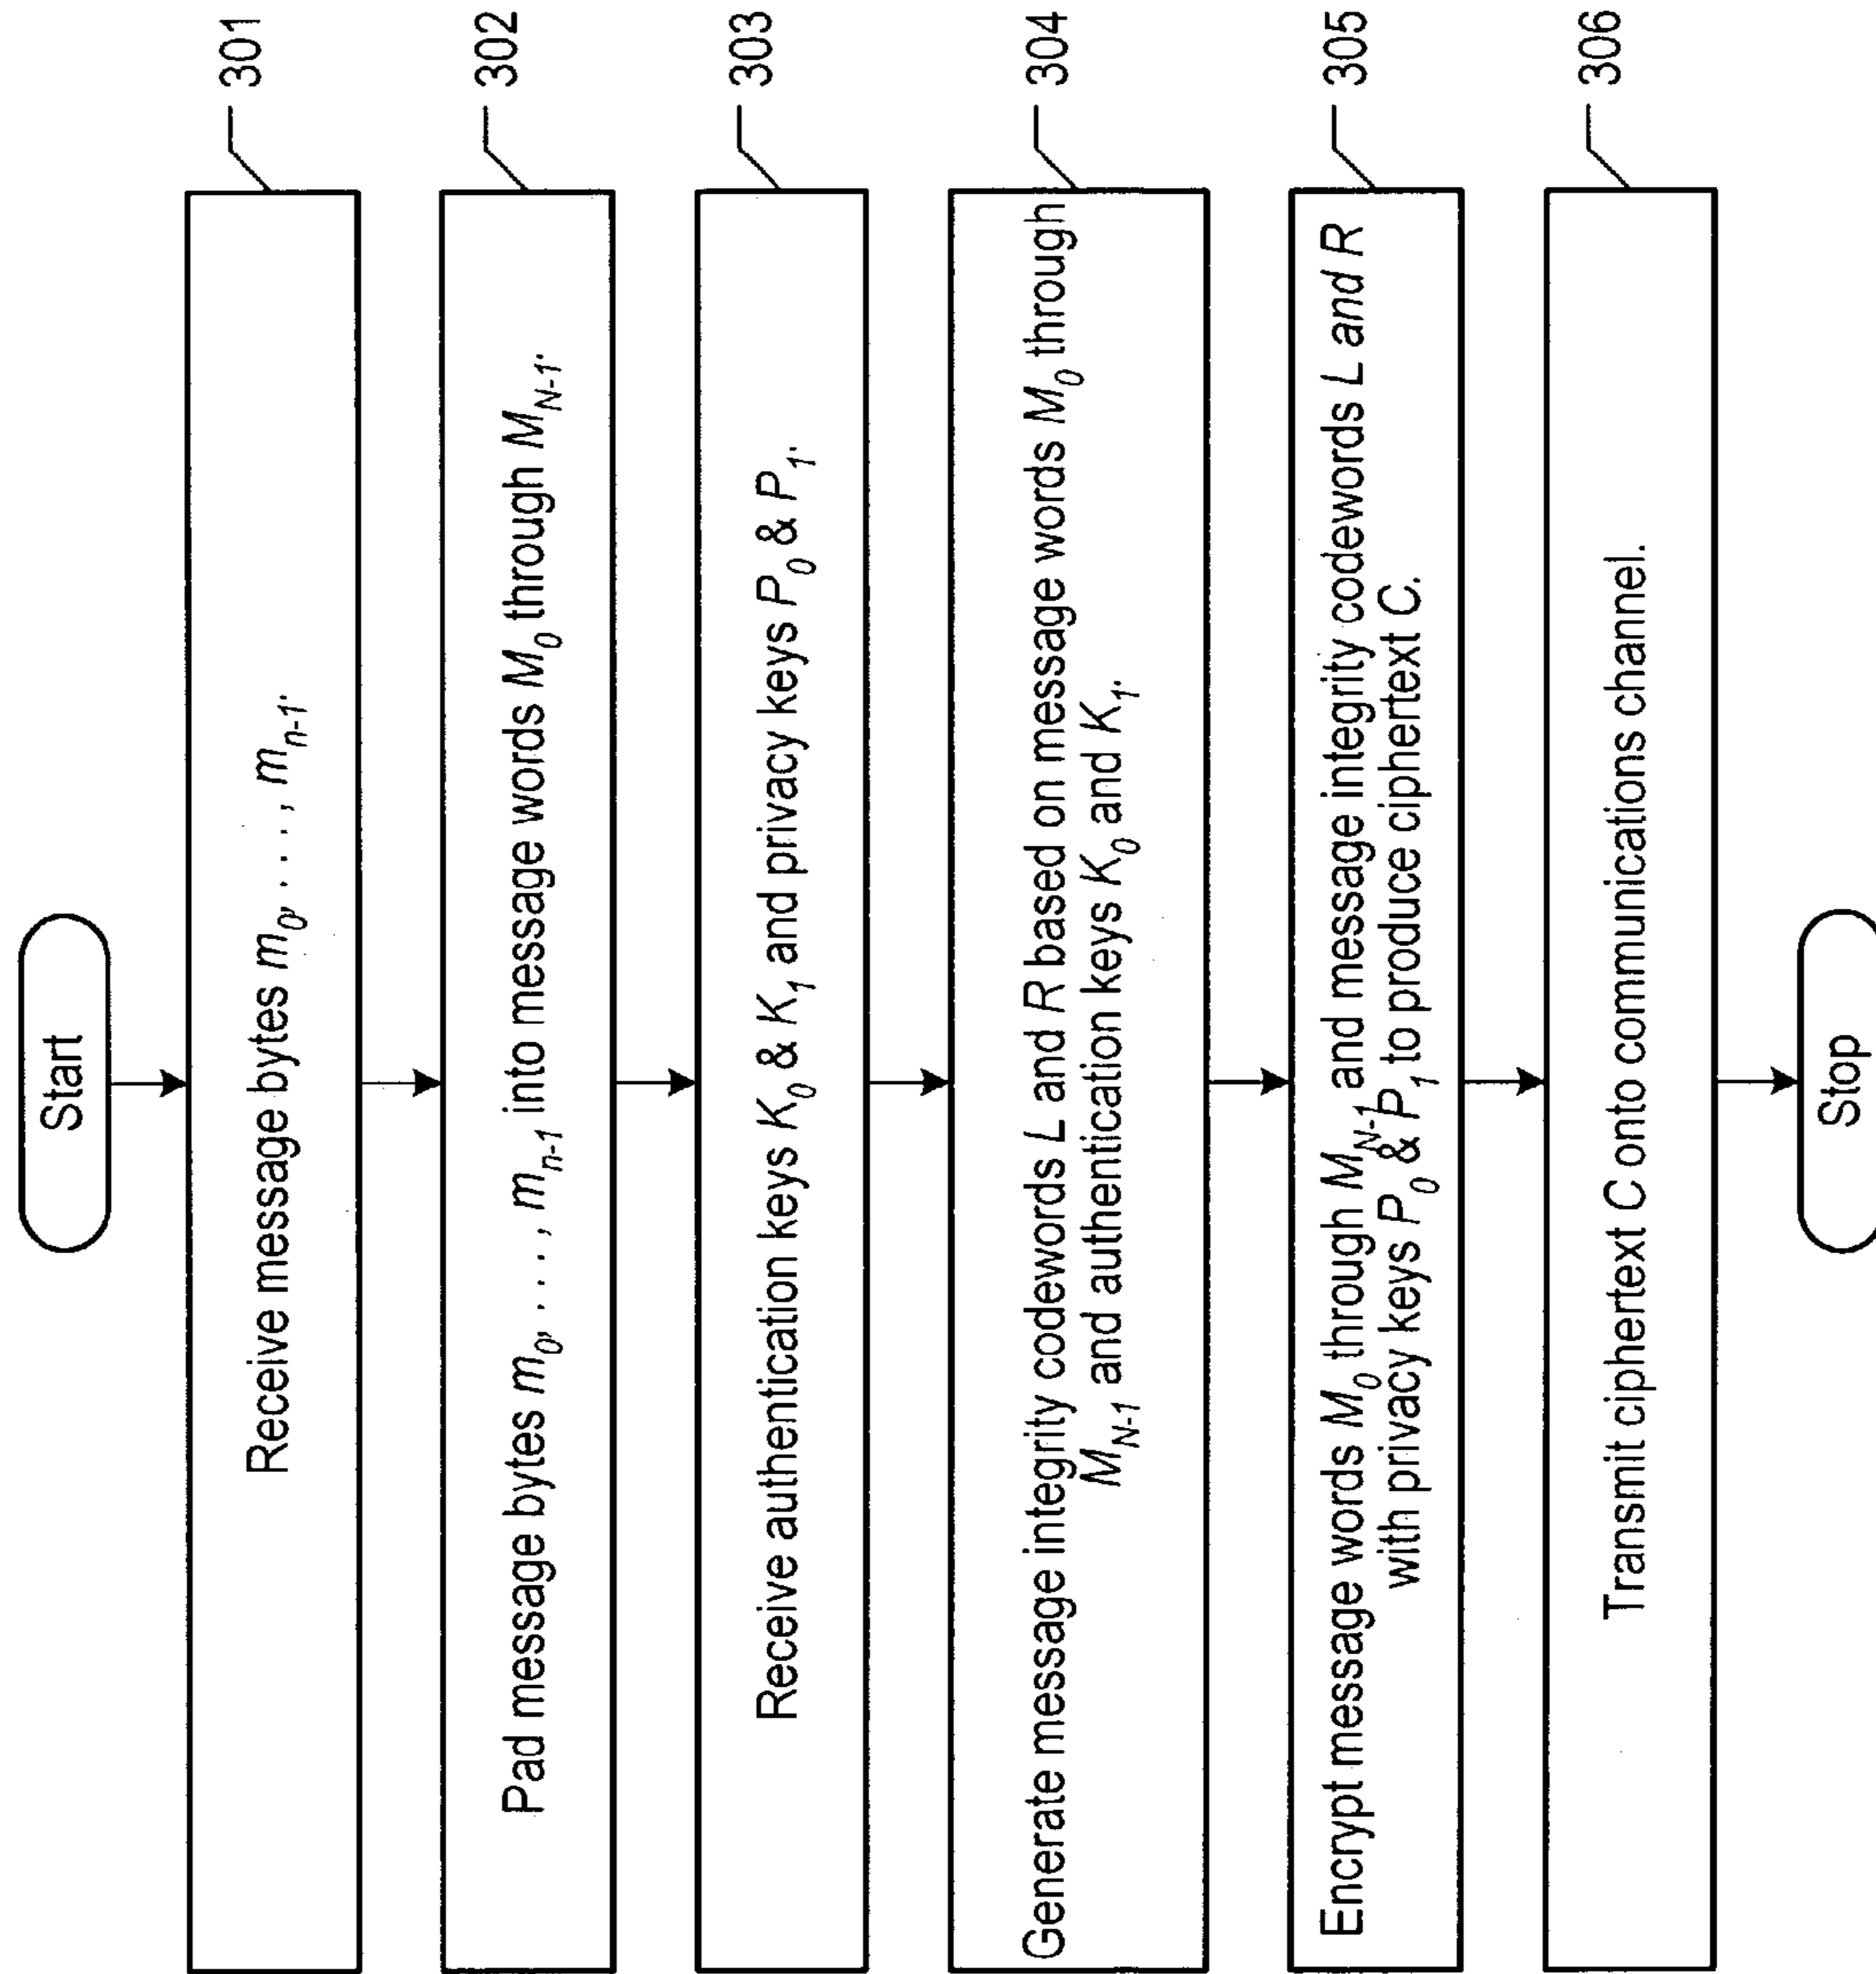 Start
Receive message bytes m0, . . . , mn-1.
301
Pad message bytes m0, . . . , mn-1 into message words M0 through MN-1.
302
Receive authentication keys K0 & K1 and privacy keys P0 & P1.
303
Generate message integrity codewords L and R based on message words M0 through
MN-1 and authentication keys K0 and K1.
304
Encrypt message words M0 through MN-1 and message integrity codewords L and R
with privacy keys P0 & P1 to produce ciphertext C.
305
Transmit ciphertext C onto communications channel.
306
Stop